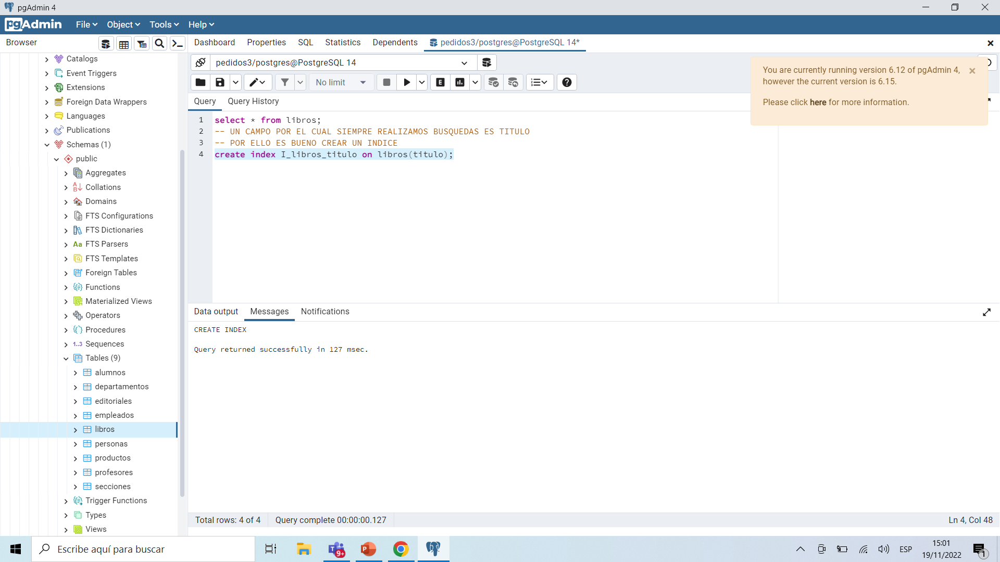 pgAdmin 4
pgAdmin File Object Tools Help
Browser
Dashboard Properties SQL Statistics Dependents pedidos3/postgres@PostgreSQL 14*
Catalogs
Event Triggers
Extensions
Foreign Data Wrappers
Languages
Publications
Schemas (1)
public
Aggregates
Collations
Domains
FTS Configurations
FTS Dictionaries
Aa FTS Parsers
FTS Templates
Foreign Tables
Functions
Materialized Views
Operators
Procedures
1..3 Sequences
Tables (9)
alumnos
departamentos
editoriales
empleados
libros
personas
productos
profesores
secciones
Trigger Functions
Types
Views
pedidos3/postgres@PostgreSQL 14
No limit
E
You are currently running version 6.12 of pgAdmin 4,
however the current version is 6.15.
Please click here for more information.
Query Query History
1 select * from libros;
2 -- UN CAMPO POR EL CUAL SIEMPRE REALIZAMOS BUSQUEDAS ES TITULO
3 -- POR ELLO ES BUENO CREAR UN INDICE
4 create index I_libros_titulo on libros(titulo);
Data output Messages Notifications
CREATE INDEX
Query returned successfully in 127 msec.
Total rows: 4 of 4 Query complete 00:00:00.127 Ln 4, Col 48
Escribe aquí para buscar
T 9+
P
ESP
15:01
19/11/2022
1